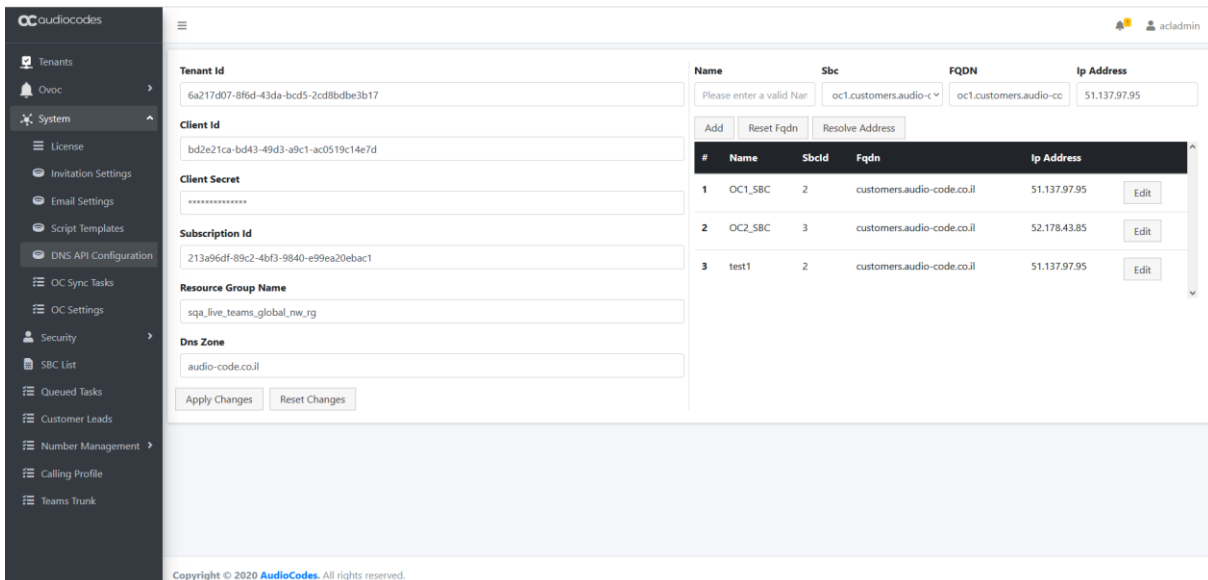 audiocodes
acladmin
Tenants
Ovoc
System
License
Invitation Settings
Email Settings
Script Templates
DNS API Configuration
OC Sync Tasks
OC Settings
Security
SBC List
Queued Tasks
Customer Leads
Number Management
Calling Profile
Teams Trunk
Tenant Id
6a217d07-8f6d-43da-bcd5-2cd8bdbe3b17
Client Id
bd2e21ca-bd43-49d3-a9c1-ac0519c14e7d
Client Secret
**************
Subscription Id
213a96df-89c2-4bf3-9840-e99ea20ebac1
Resource Group Name
sqa_live_teams_global_nw_rg
Dns Zone
audio-code.co.il
Apply Changes Reset Changes
Name Sbc FQDN Ip Address
Please enter a valid Nar oc1.customers.audio-c oc1.customers.audio-co 51.137.97.95
Add Reset Fqdn Resolve Address
# Name SbcId Fqdn Ip Address
1 OC1_SBC 2 customers.audio-code.co.il 51.137.97.95 Edit
2 OC2_SBC 3 customers.audio-code.co.il 52.178.43.85 Edit
3 test1 2 customers.audio-code.co.il 51.137.97.95 Edit
Copyright © 2020 AudioCodes. All rights reserved.